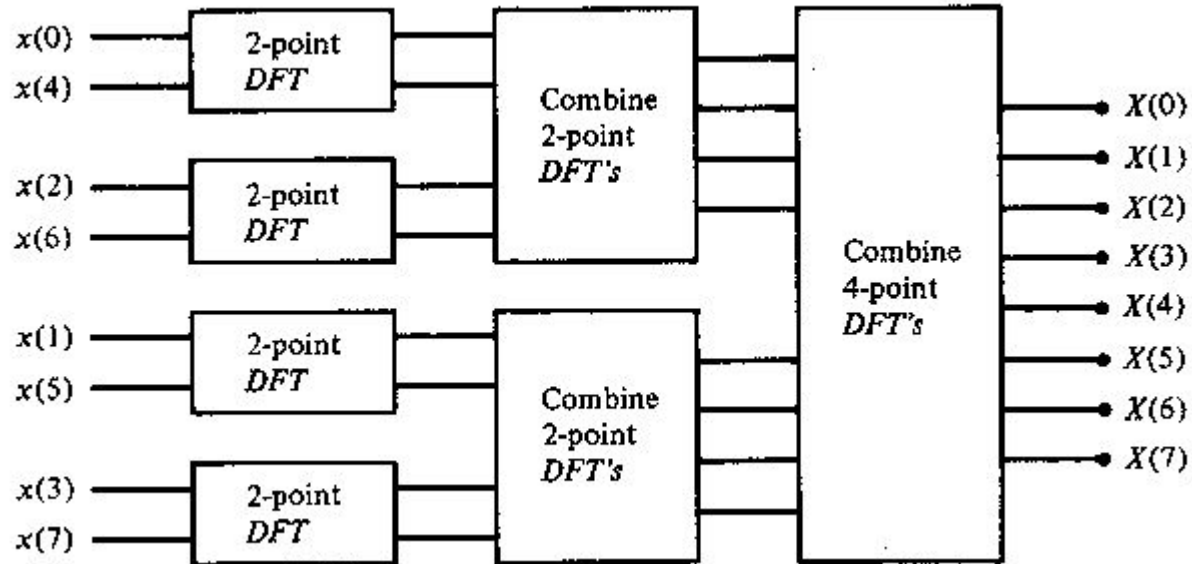 x(0)
x(4)
2-point
DFT
x(2)
x(6)
2-point
DFT
x(1)
x(5)
2-point
DFT
x(3)
x(7)
2-point
DFT
Combine
2-point
DFT's
Combine
2-point
DFT's
Combine
4-point
DFT's
X(0)
X(1)
X(2)
X(3)
X(4)
X(5)
X(6)
X(7)